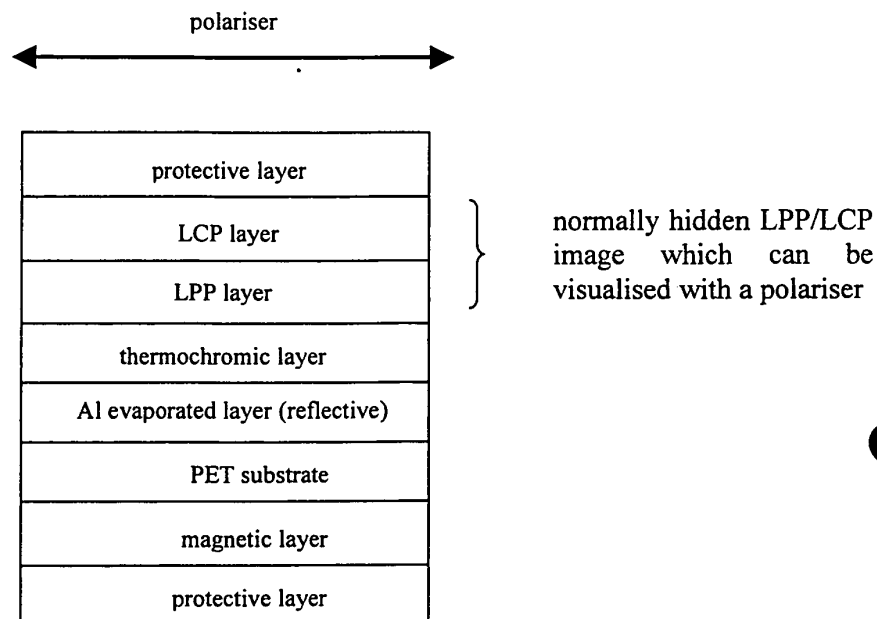 polariser
protective layer
LCP layer
LPP layer
normally hidden LPP/LCP
image which can be
visualised with a polariser
thermochromic layer
Al evaporated layer (reflective)
PET substrate
magnetic layer
protective layer